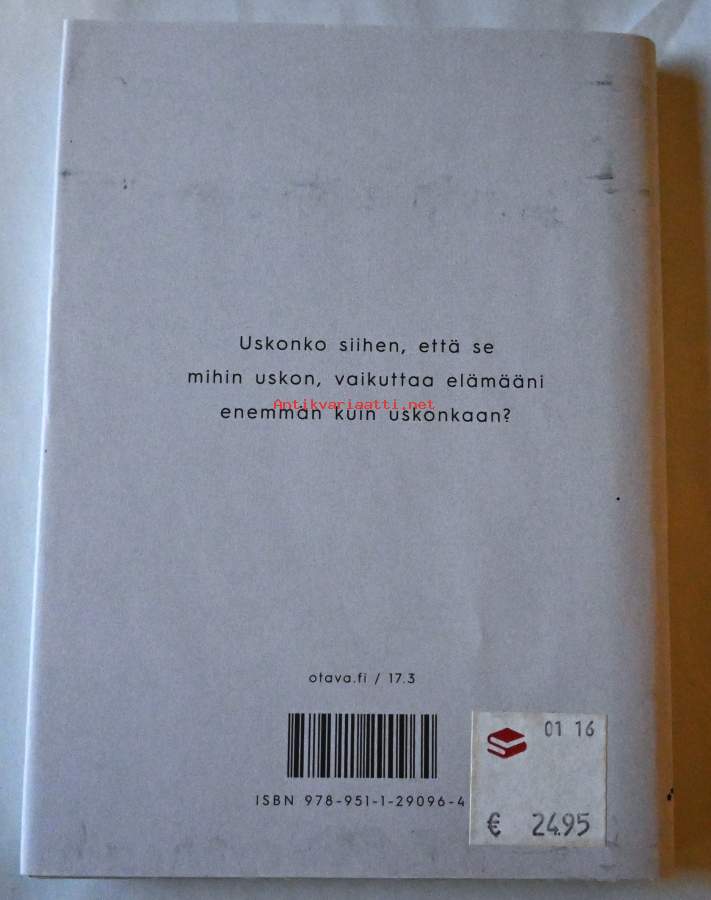 Uskonko siihen, että se
mihin uskon, vaikuttaa elämääni
Antikvariaatti.net
enemmän kuin uskonkaan?
otava.fi / 17.3
01 16
ISBN 978-951-1-29096-4
€ 24.95